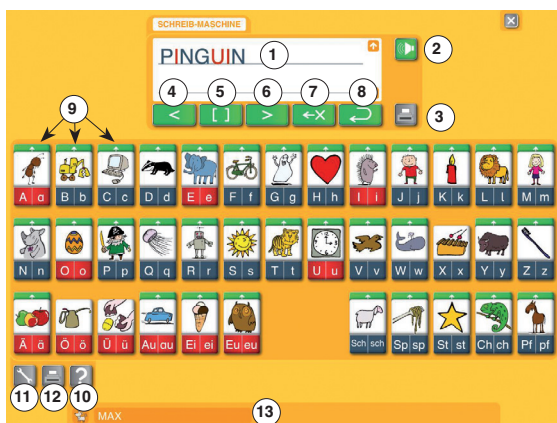 SCHREIB-MASCHINE
PINGUIN
1
2
4 5 6 7 8
< [ ] > ←X
3
9
A a B b C c D d E e F f G g H h I i J j K k L l M m
N n O o P p Q q R r S s T t U u V v W w X x Y y Z z
Ä ä Ö ö Ü ü Au au Ei ei Eu eu Sch sch Sp sp St st Ch ch Pf pf
?
11 12 10
MAX 13